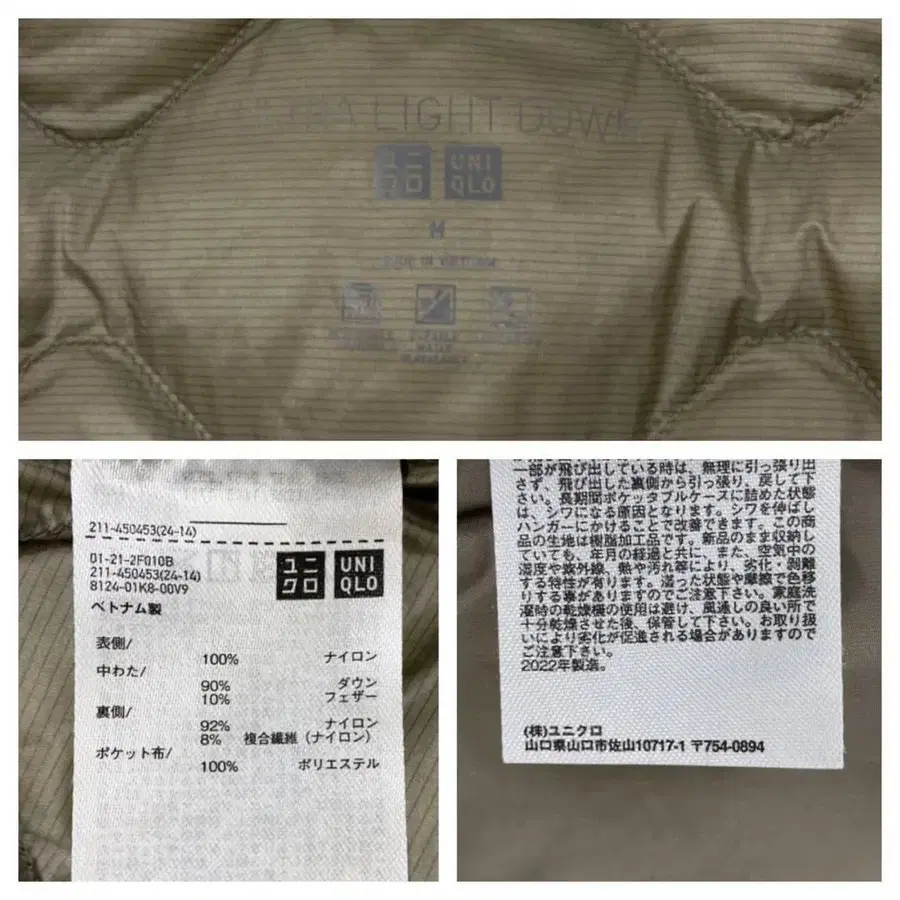 ULTRA LIGHT DOWN
ユニクロ
UNIQLO
M
MADE IN VIETNAM
211-450453(24-14)
01-21-2F010B
211-450453(24-14)
8124-01K8-00V9
ユニクロ
UNIQLO
ベトナム製
表側/
100% ナイロン
中わた/
90% ダウン
10% フェザー
裏側/
92% ナイロン
8% 複合繊維（ナイロン）
ポケット布/
100% ポリエステル
一部が飛び出している時は、無理に引っ張り出
さず、飛び出した裏側から引っ張り、戻して下
さい。長期間ポケッタブルケースに詰めた状態
は、シワになる原因となります。シワを伸ばし
ハンガーにかけることで改善できます。この商
品の生地は樹脂加工品です。新品のまま収納し
ていても、年月の経過と共に、また、空気中の
湿度や紫外線、熱や汚れ等により、劣化・剥離
する特性が有ります。湿った状態や摩擦で色移
りする事がありますのでご注意下さい。家庭洗
濯時の乾燥機の使用は避け、風通しの良い所で
十分乾燥させた後、保管して下さい。お取り扱
いにより劣化が促進される場合がありますので
ご注意下さい。
2022年製造。
(株)ユニクロ
山口県山口市佐山10717-1 〒754-0894